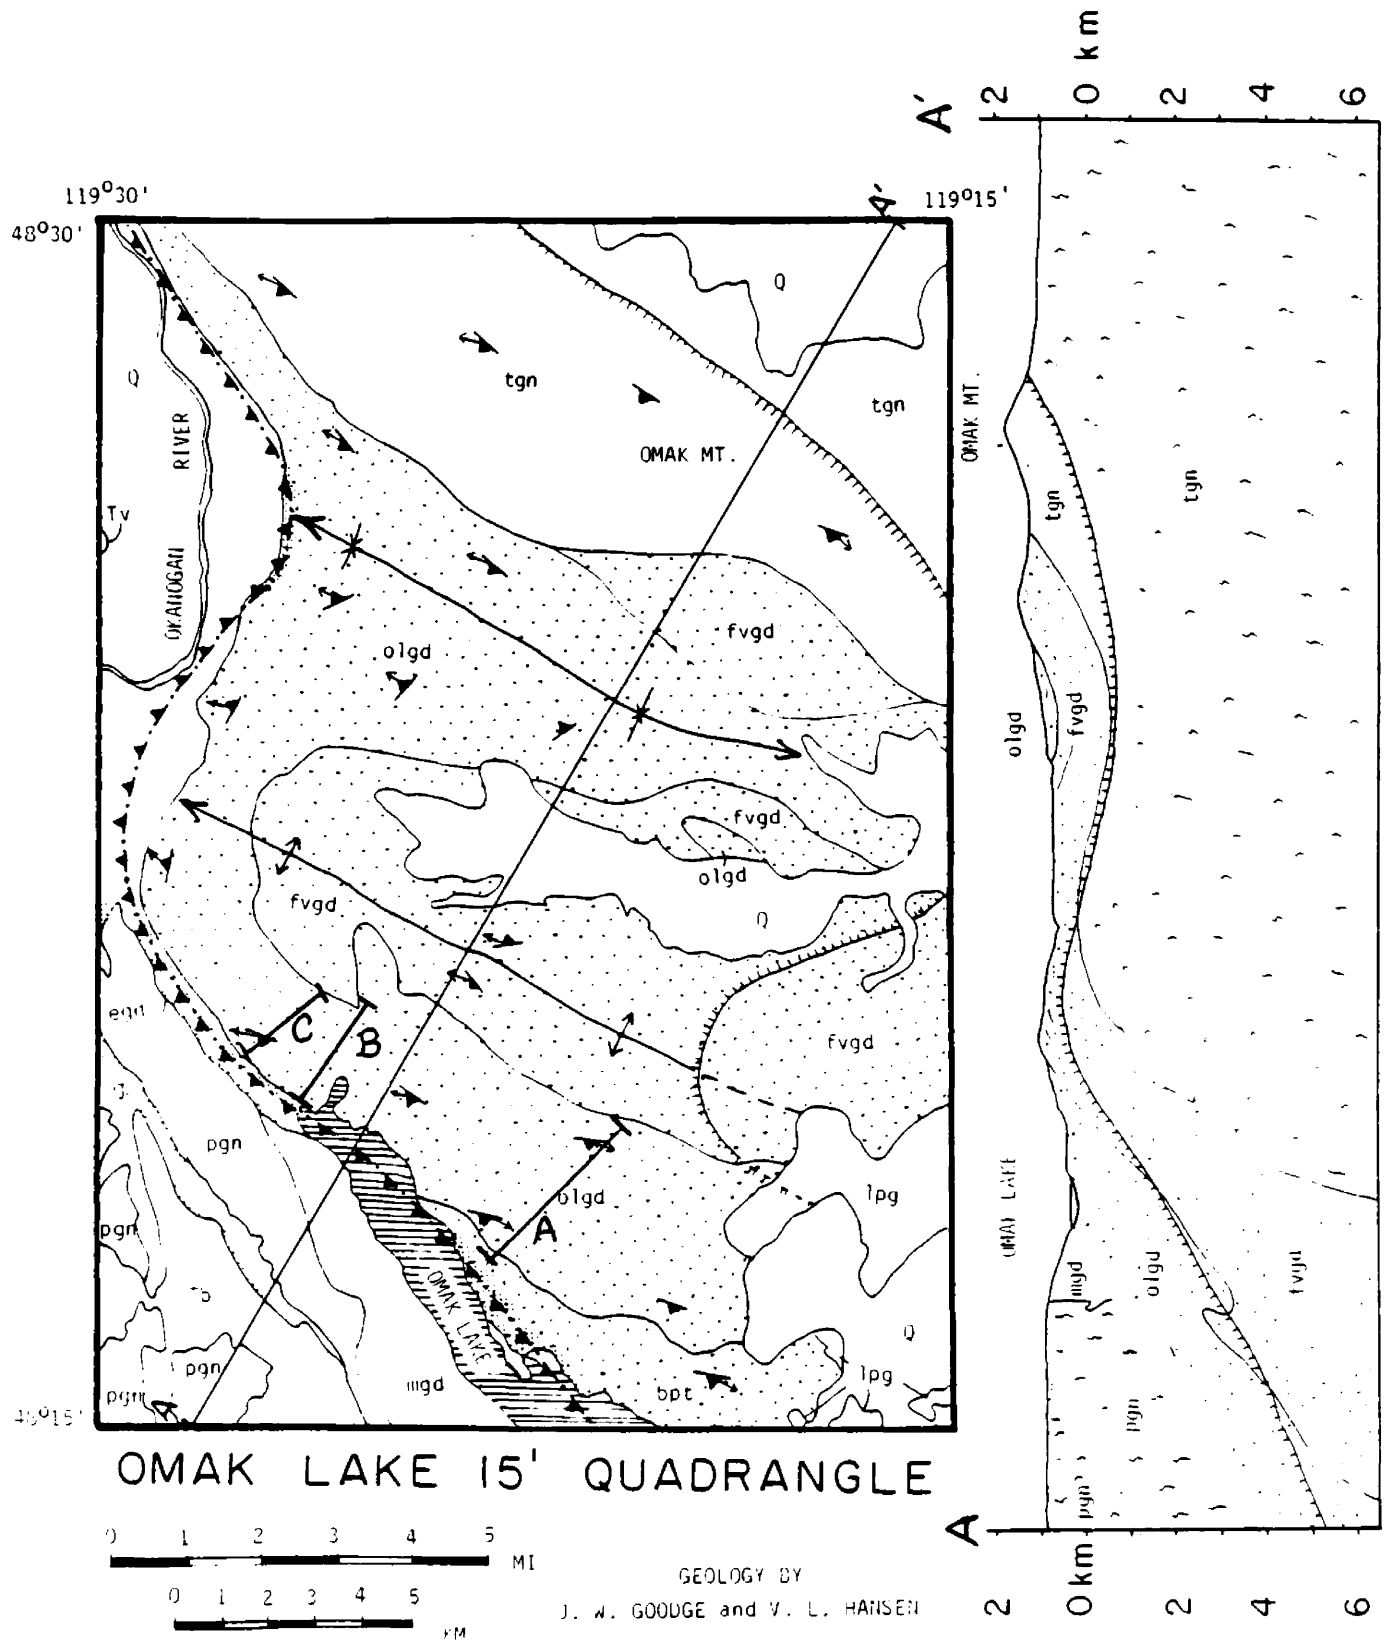 119°30'
A'
119°15'
48°30'
Q
tgn
Q
tgn
OMAK MT.
RIVER
OKANOGAN
Tv
fvgd
olgd
fvgd
olgd
fvgd
Q
fvgd
C
B
pgn
olgd
A
lpg
pgn
OMAK LAKE
Q
pgn
mgd
bpt
lpg
pgn
A
15'
OMAK LAKE 15' QUADRANGLE
0 1 2 3 4 5
MI
0 1 2 3 4 5
KM
GEOLOGY BY
J. W. GOODGE and V. L. HANSEN
A'
2 0 km 2 4 6
OMAK MT.
tgn
tgn
olgd
fvgd
OMAK LAKE
mgd
olgd
fvgd
pgn
pgn
A
2 0 km 2 4 6